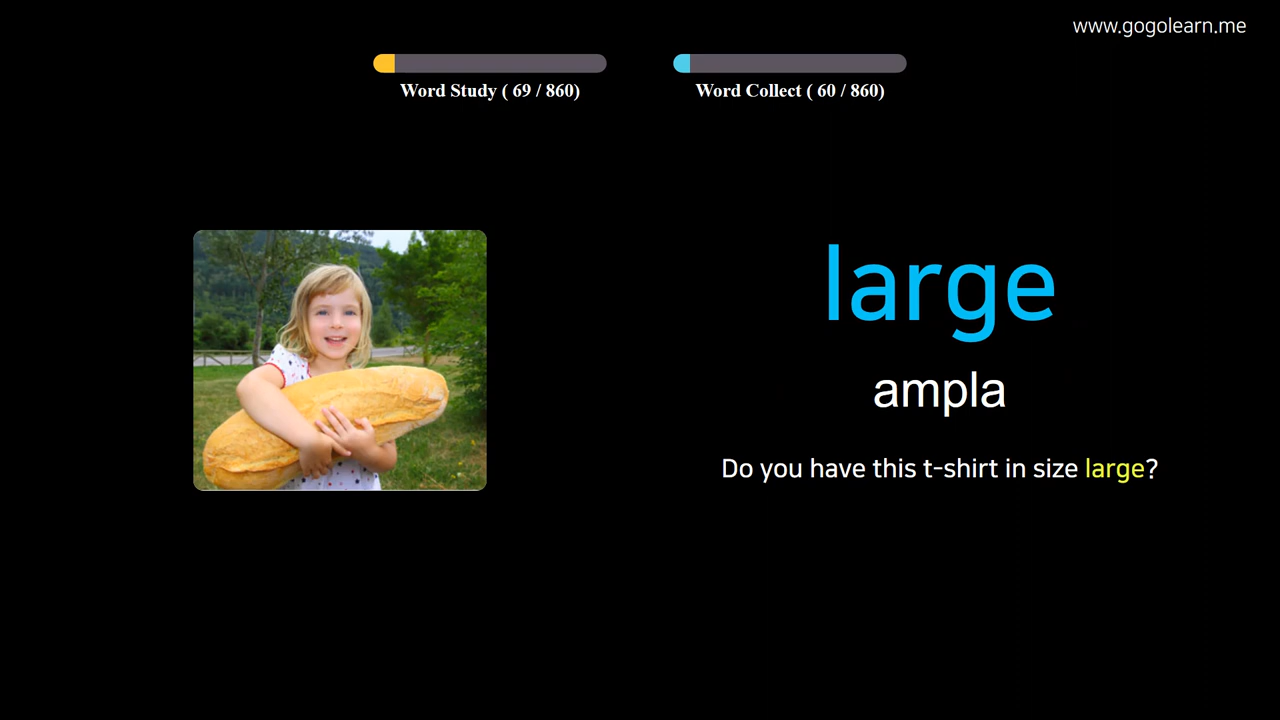 www.gogolearn.me
Word Study ( 69 / 860)
Word Collect ( 60 / 860)
large
ampla
Do you have this t-shirt in size large?